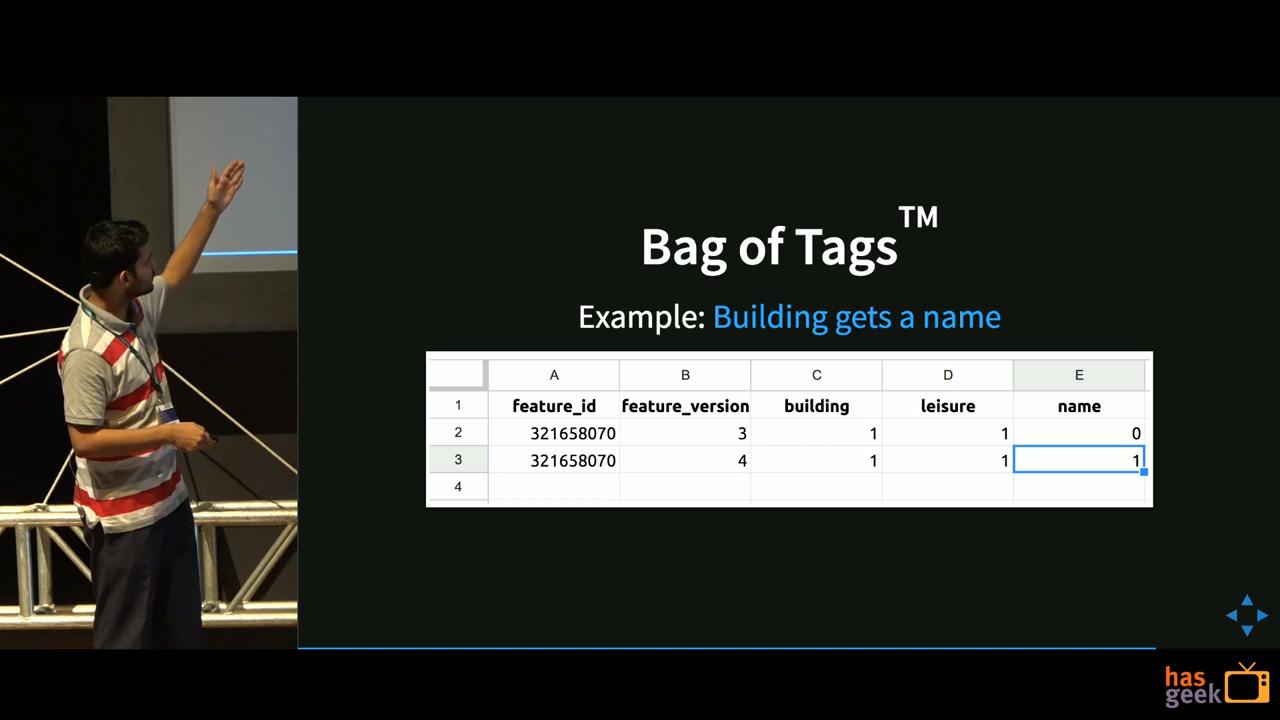 Bag of Tags™
Example: Building gets a name
A B C D E
1 feature_id feature_version building leisure name
2 321658070 3 1 1 0
3 321658070 4 1 1 1
4
has
geek